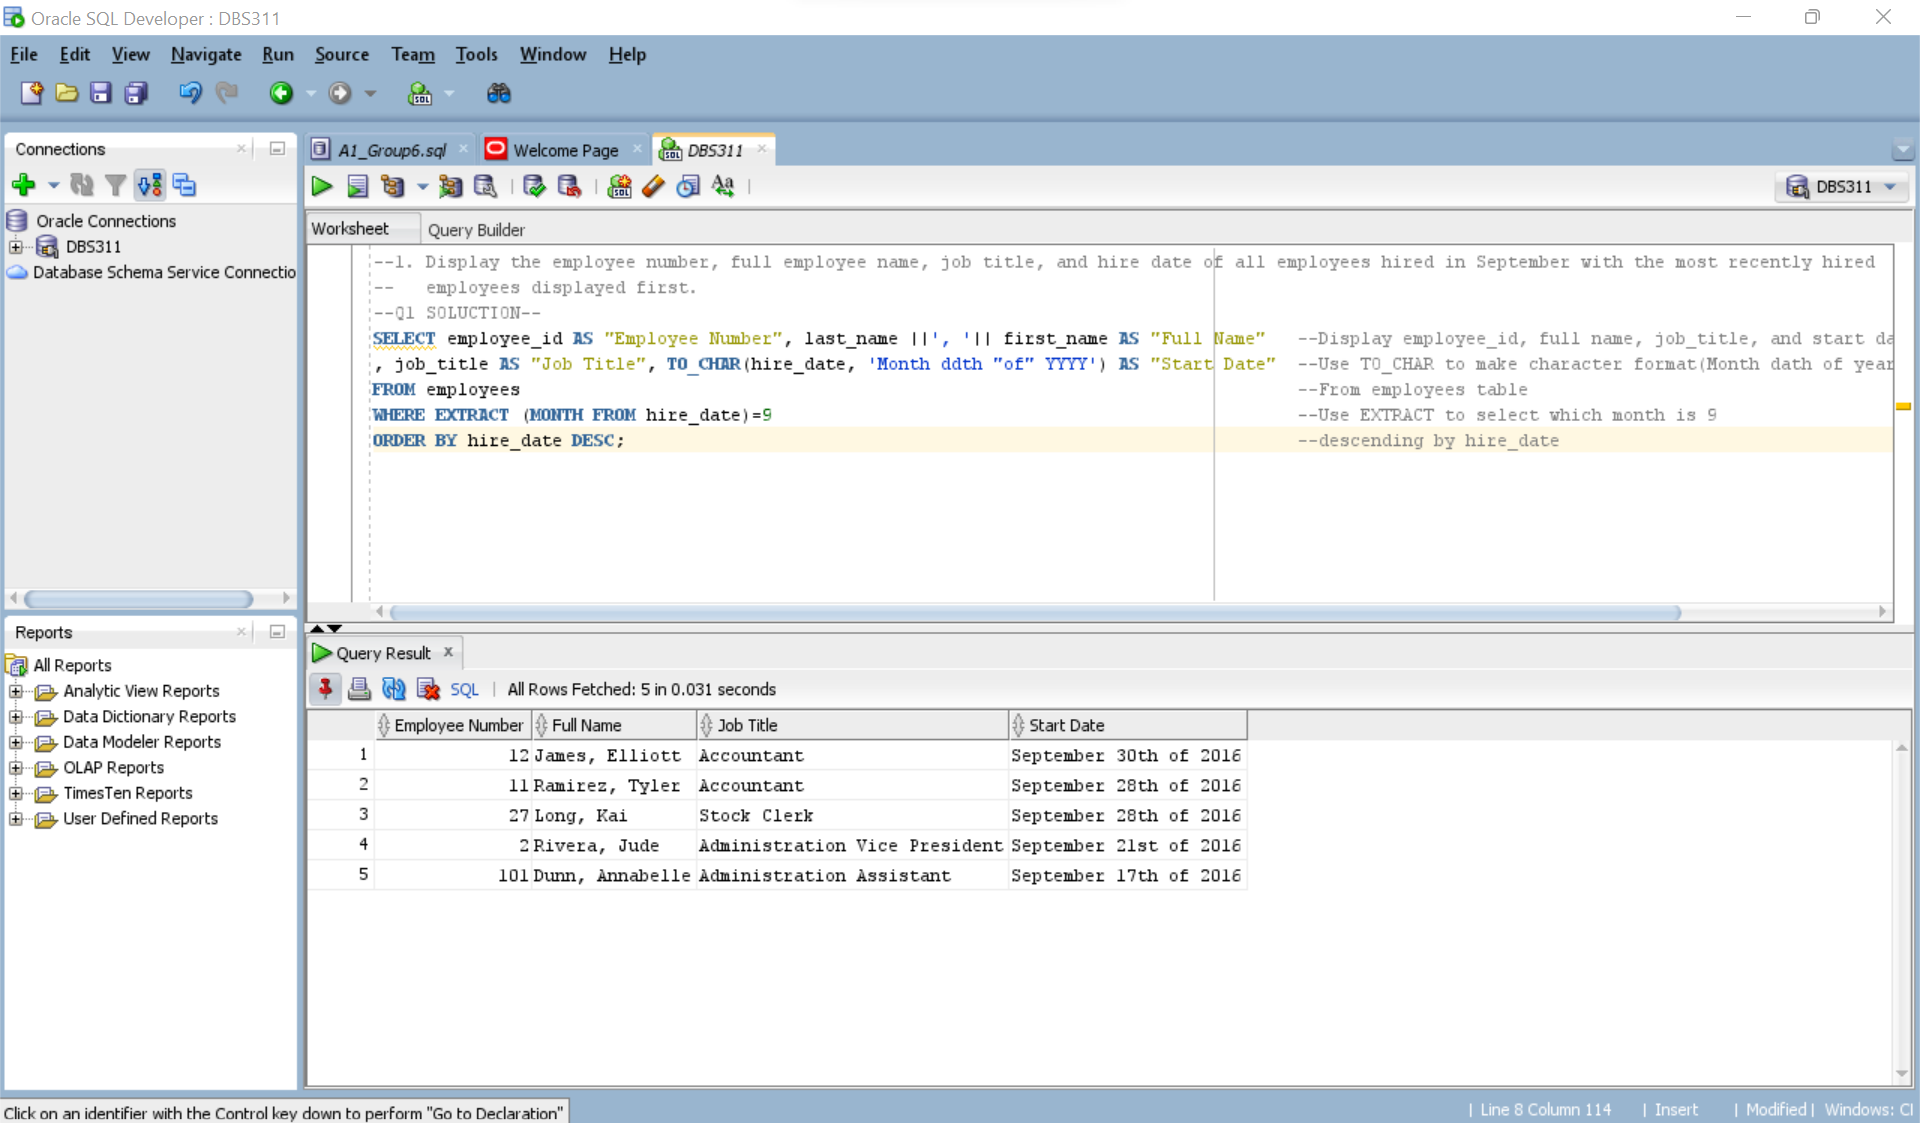 Oracle SQL Developer : DBS311
File Edit View Navigate Run Source Team Tools Window Help
Connections
Oracle Connections
DBS311
Database Schema Service Connectio
Reports
All Reports
Analytic View Reports
Data Dictionary Reports
Data Modeler Reports
OLAP Reports
TimesTen Reports
User Defined Reports
A1_Group6.sql
Welcome Page
DBS311
DBS311
Worksheet
Query Builder
--1. Display the employee number, full employee name, job title, and hire date of all employees hired in September with the most recently hired
-- employees displayed first.
--Q1 SOLUCTION--
SELECT employee_id AS "Employee Number", last_name ||', '|| first_name AS "Full Name" --Display employee_id, full name, job_title, and start da
, job_title AS "Job Title", TO_CHAR(hire_date, 'Month ddth "of" YYYY') AS "Start Date" --Use TO_CHAR to make character format(Month dath of year
FROM employees --From employees table
WHERE EXTRACT (MONTH FROM hire_date)=9 --Use EXTRACT to select which month is 9
ORDER BY hire_date DESC; --descending by hire_date
Query Result
SQL | All Rows Fetched: 5 in 0.031 seconds
Employee Number Full Name Job Title Start Date
1 12 James, Elliott Accountant September 30th of 2016
2 11 Ramirez, Tyler Accountant September 28th of 2016
3 27 Long, Kai Stock Clerk September 28th of 2016
4 2 Rivera, Jude Administration Vice President September 21st of 2016
5 101 Dunn, Annabelle Administration Assistant September 17th of 2016
Click on an identifier with the Control key down to perform "Go to Declaration"
| Line 8 Column 114 | Insert | Modified | Windows: Cl